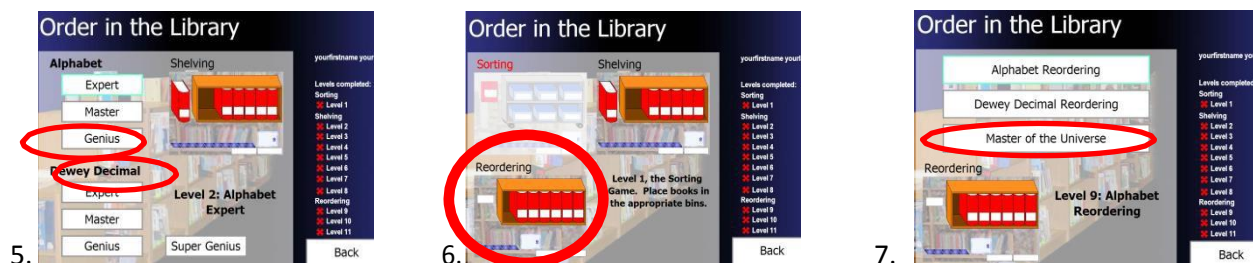 Order in the Library
Alphabet
Shelving
Expert
Master
Genius
Dewey Decimal
Expert
Master
Genius
Super Genius
Level 2: Alphabet
Expert
yourfirstname your
Levels completed:
Sorting
Level 1
Shelving
Level 2
Level 3
Level 4
Level 5
Level 6
Level 7
Level 8
Reordering
Level 9
Level 10
Level 11
Back
5.
Order in the Library
Sorting
Shelving
Reordering
Level 1, the Sorting
Game. Place books in
the appropriate bins.
yourfirstname your
Levels completed:
Sorting
Level 1
Shelving
Level 2
Level 3
Level 4
Level 5
Level 6
Level 7
Level 8
Reordering
Level 9
Level 10
Level 11
Back
6.
Order in the Library
Alphabet Reordering
Dewey Decimal Reordering
Master of the Universe
Reordering
Level 9: Alphabet
Reordering
yourfirstname yo
Levels completed
Sorting
Level 1
Shelving
Level 2
Level 3
Level 4
Level 5
Level 6
Level 7
Level 8
Reordering
Level 9
Level 10
Level 11
Back
7.